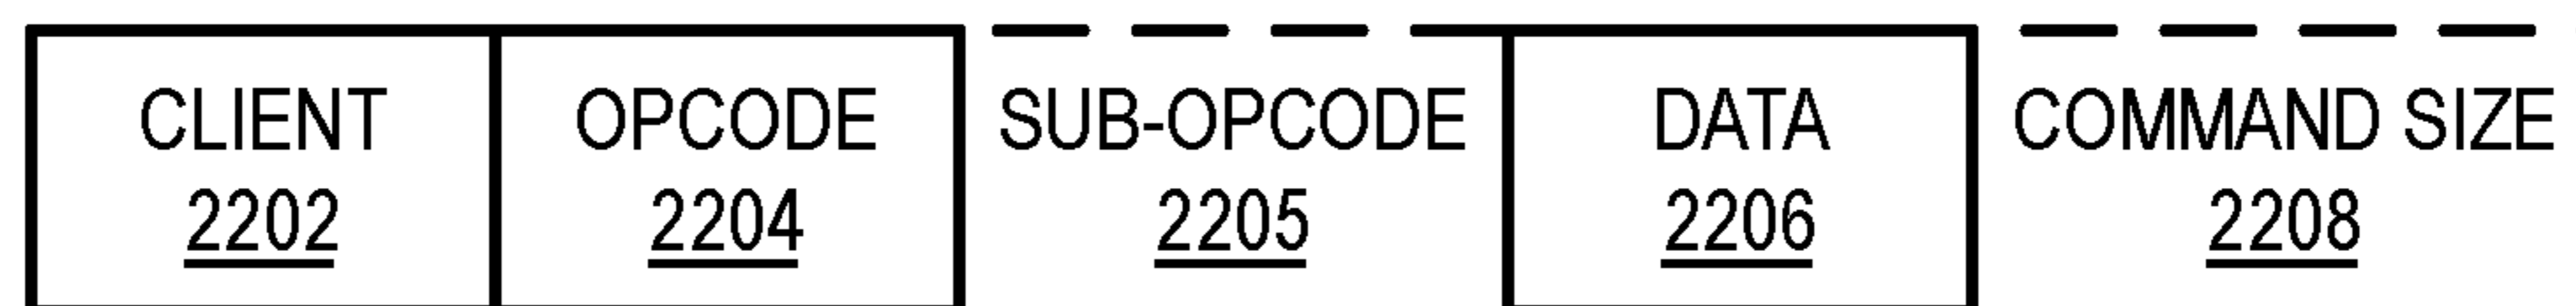 CLIENT OPCODE SUB-OPCODE DATA COMMAND SIZE
2202 2204 2205 2206 2208